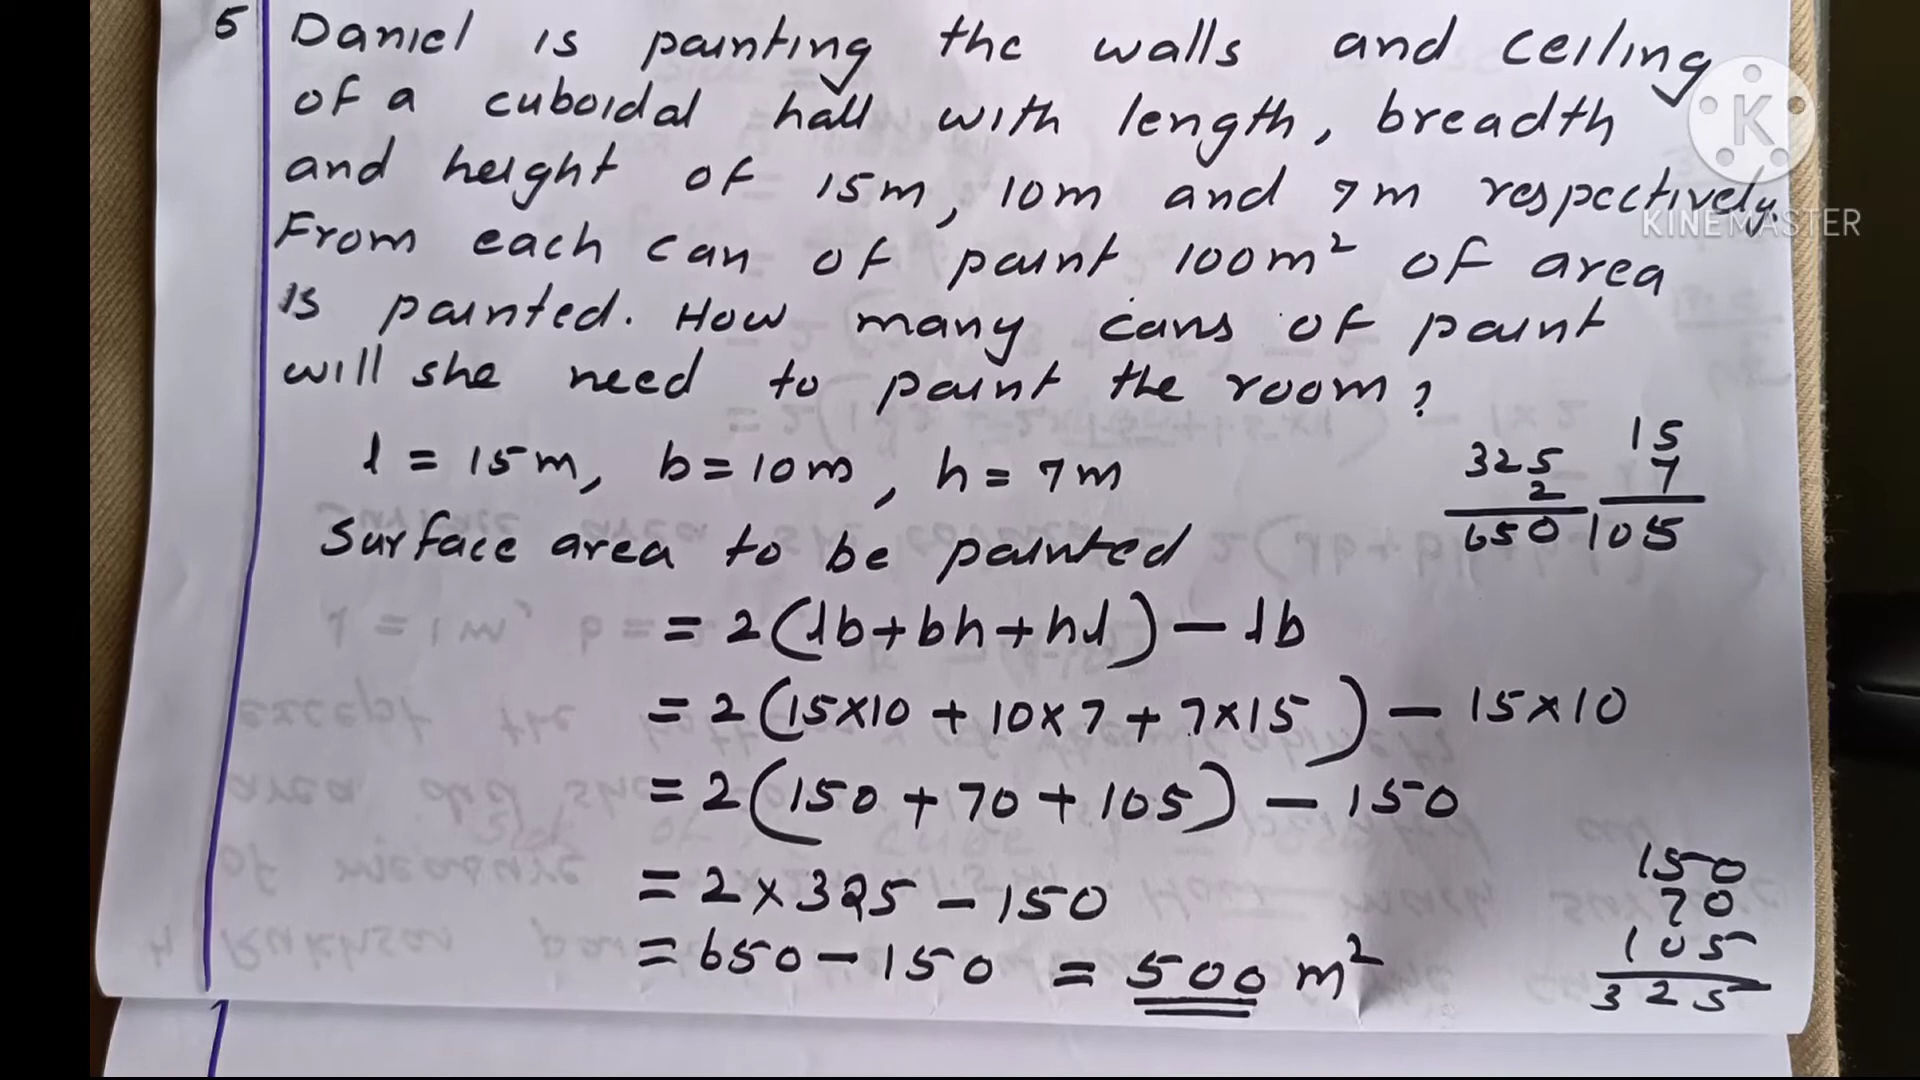 5 Daniel is painting the walls and ceiling
of a cuboidal hall with length, breadth
and height of 15m, 10m and 7m respectively.
From each can of paint 100m² of area
is painted. How many cans of paint
will she need to paint the room?
l = 15m, b = 10m, h = 7m
Surface area to be painted
= 2(lb+bh+hl) - lb
= 2(15×10 + 10×7 + 7×15) - 15×10
= 2(150 + 70 + 105) - 150
= 2×325 - 150
= 650 - 150 = 500 m²
325
2
650
15
7
105
150
70
105
325
K
KINEMASTER